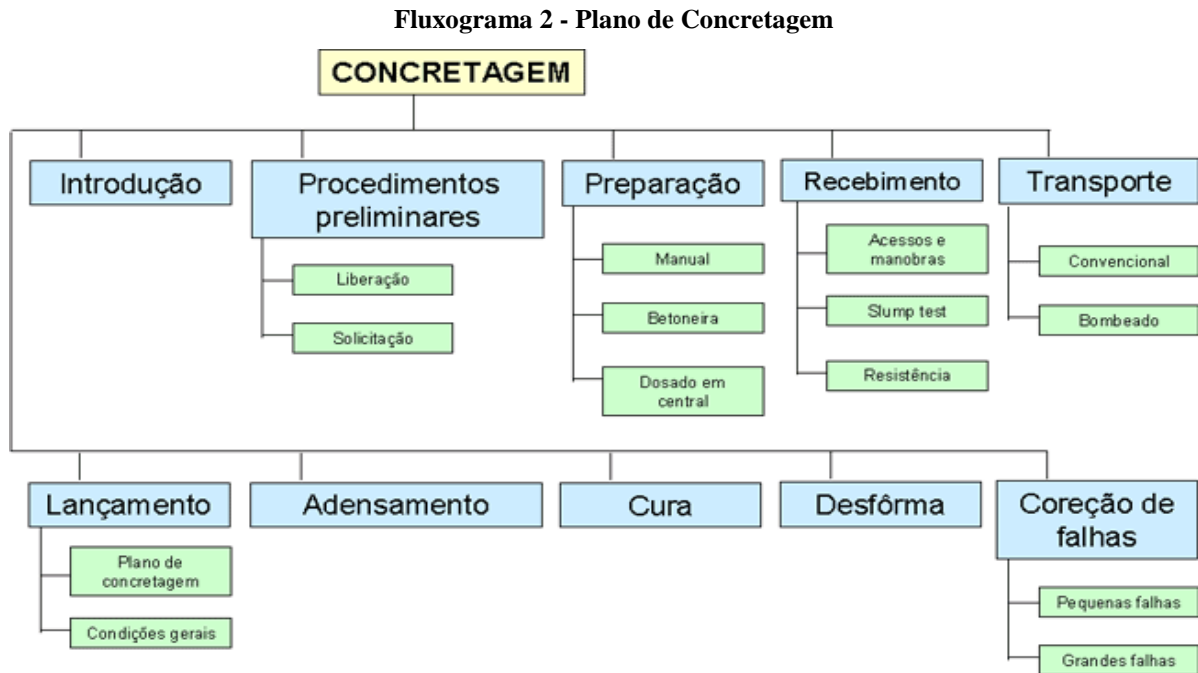 Fluxograma 2 - Plano de Concretagem
CONCRETAGEM
Introdução
Procedimentos
preliminares
Liberação
Solicitação
Preparação
Manual
Betoneira
Dosado em
central
Recebimento
Acessos e
manobras
Slump test
Resistência
Transporte
Convencional
Bombeado
Lançamento
Plano de
concretagem
Condições gerais
Adensamento
Cura
Desfôrma
Coreção de
falhas
Pequenas falhas
Grandes falhas